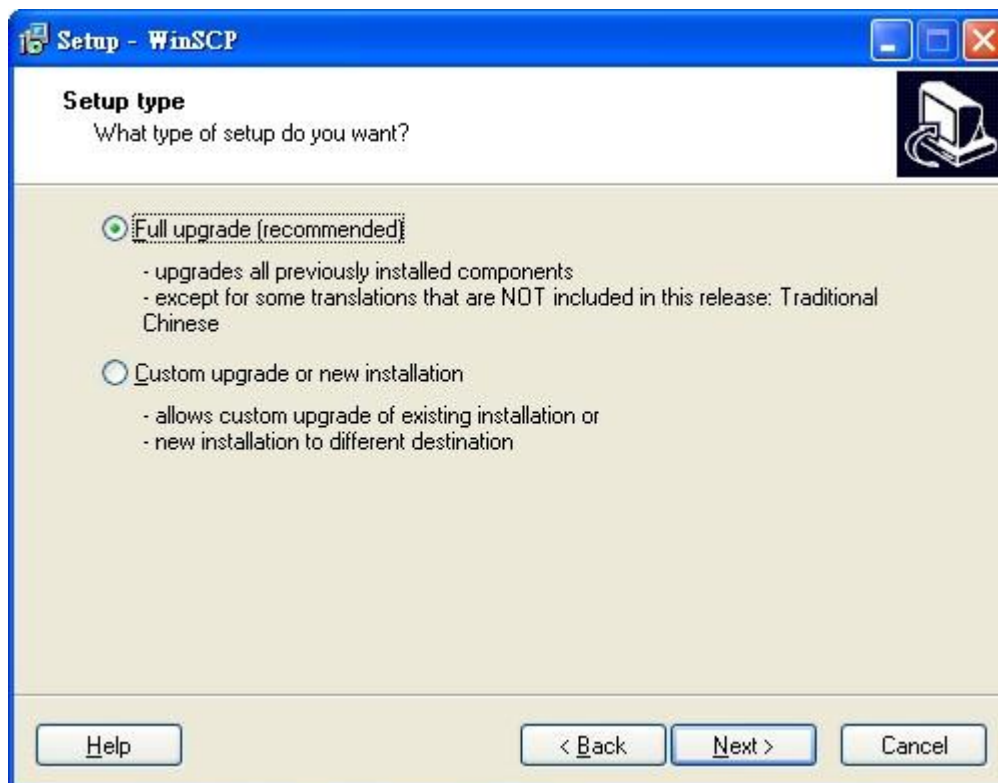 Setup - WinSCP
Setup type
What type of setup do you want?
Full upgrade (recommended)
- upgrades all previously installed components
- except for some translations that are NOT included in this release: Traditional
Chinese
Custom upgrade or new installation
- allows custom upgrade of existing installation or
- new installation to different destination
Help
< Back
Next >
Cancel